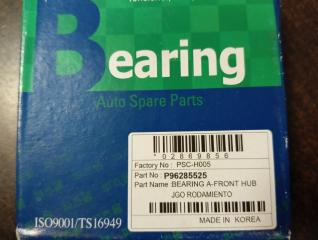 Bearing
Auto Spare Parts
*02869856
Factory No : PSC-H005
Part No : P96285525
Part Name :BEARING A-FRONT HUB
JGO RODAMIENTO
MADE IN KOREA
ISO9001/TS16949